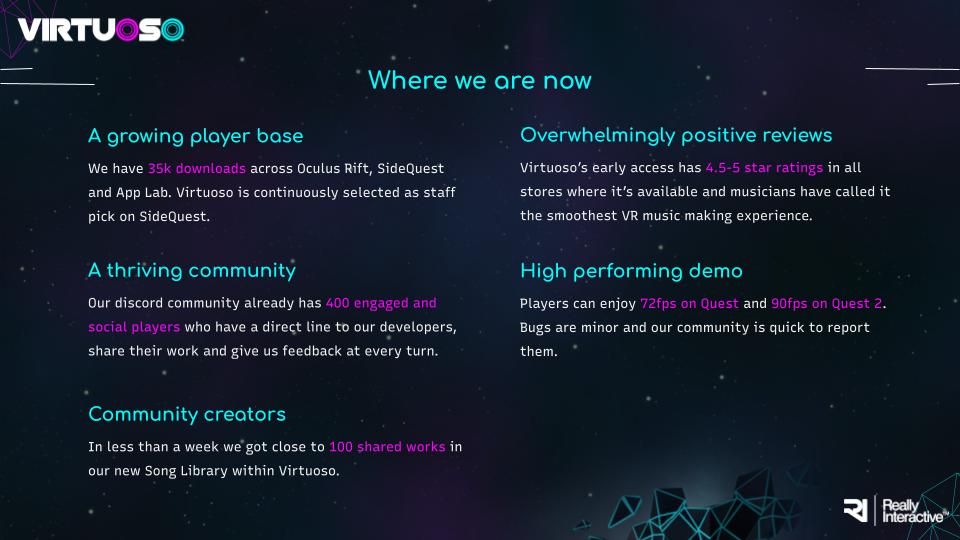 VIRTUOSO
Where we are now
A growing player base
We have 35k downloads across Oculus Rift, SideQuest
and App Lab. Virtuoso is continuously selected as staff
pick on SideQuest.
A thriving community
Our discord community already has 400 engaged and
social players who have a direct line to our developers,
share their work and give us feedback at every turn.
Community creators
In less than a week we got close to 100 shared works in
our new Song Library within Virtuoso.
Overwhelmingly positive reviews
Virtuoso’s early access has 4.5-5 star ratings in all
stores where it’s available and musicians have called it
the smoothest VR music making experience.
High performing demo
Players can enjoy 72fps on Quest and 90fps on Quest 2.
Bugs are minor and our community is quick to report
them.
RI
Really
Interactive™